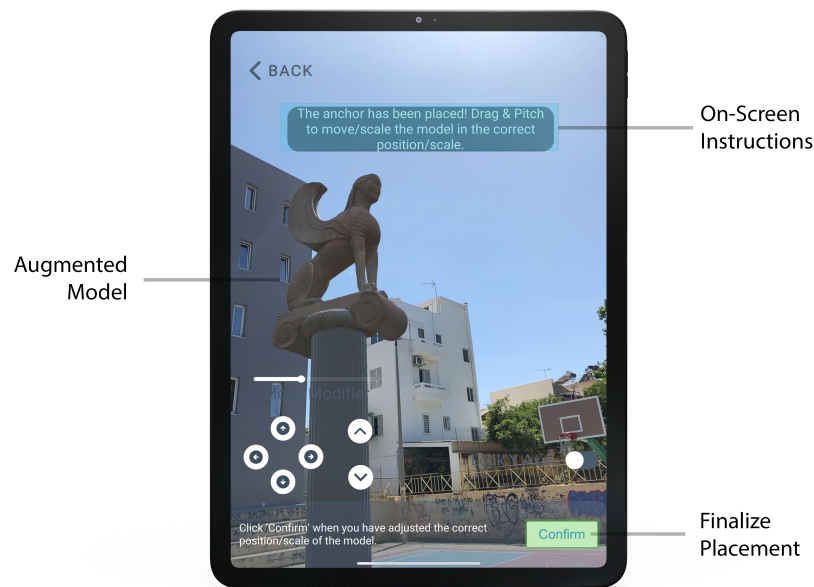 BACK
The anchor has been placed! Drag & Pitch
to move/scale the model in the correct
position/scale.
On-Screen
Instructions
Augmented
Model
Click 'Confirm' when you have adjusted the correct
position/scale of the model.
Confirm
Finalize
Placement